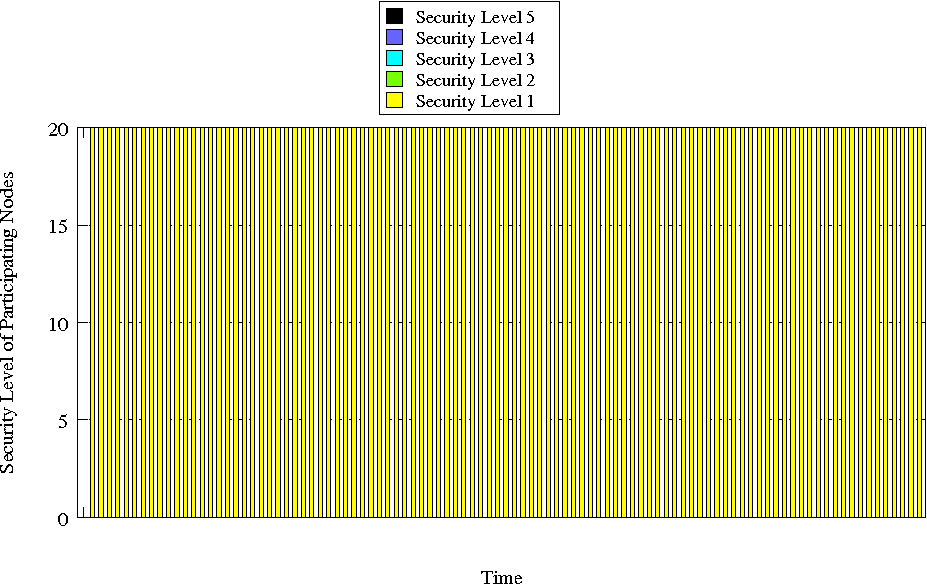 Security Level 5
Security Level 4
Security Level 3
Security Level 2
Security Level 1
20
15
10
5
0
Security Level of Participating Nodes
Time